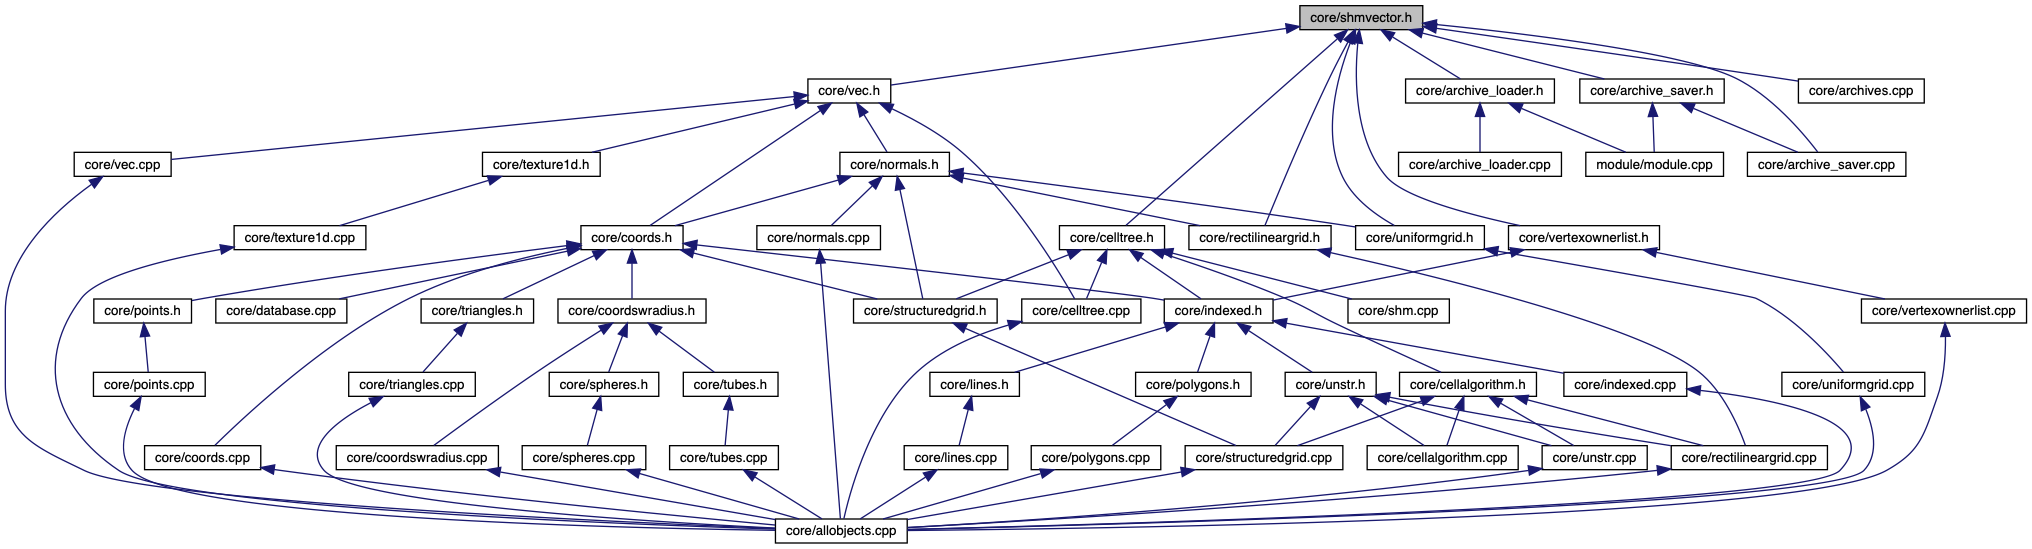 core/shmvector.h
core/vec.h
core/archive_loader.h
core/archive_saver.h
core/archives.cpp
core/vec.cpp
core/texture1d.h
core/normals.h
core/archive_loader.cpp
module/module.cpp
core/archive_saver.cpp
core/texture1d.cpp
core/coords.h
core/normals.cpp
core/celltree.h
core/rectilineargrid.h
core/uniformgrid.h
core/vertexownerlist.h
core/points.h
core/database.cpp
core/triangles.h
core/coordswradius.h
core/structuredgrid.h
core/celltree.cpp
core/indexed.h
core/shm.cpp
core/vertexownerlist.cpp
core/points.cpp
core/triangles.cpp
core/spheres.h
core/tubes.h
core/lines.h
core/polygons.h
core/unstr.h
core/cellalgorithm.h
core/indexed.cpp
core/uniformgrid.cpp
core/coords.cpp
core/coordswradius.cpp
core/spheres.cpp
core/tubes.cpp
core/lines.cpp
core/polygons.cpp
core/structuredgrid.cpp
core/cellalgorithm.cpp
core/unstr.cpp
core/rectilineargrid.cpp
core/allobjects.cpp